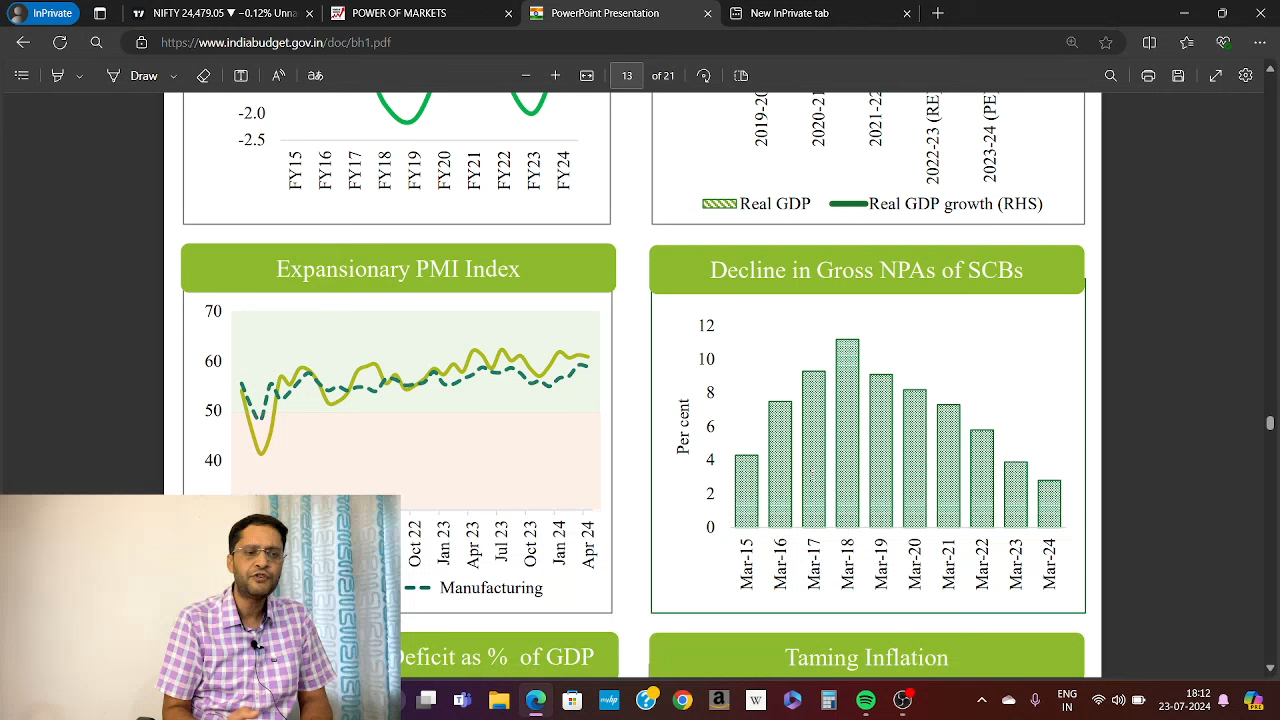 InPrivate
NIFTY 24,479.05 ▼ −0.12% Unna
POWER OF MARKETS
PowerPoint Presentation
New InPrivate tab
https://www.indiabudget.gov.in/doc/bh1.pdf
Draw
13 of 21
-2.0
-2.5
FY15
FY16
FY17
FY18
FY19
FY20
FY21
FY22
FY23
FY24
2019-20
2020-21
2021-22
2022-23 (RE)
2023-24 (PE)
Real GDP
Real GDP growth (RHS)
Expansionary PMI Index
70
60
50
40
Oct 22
Jan 23
Apr 23
Jul 23
Oct 23
Jan 24
Apr 24
Manufacturing
Decline in Gross NPAs of SCBs
Per cent
12
10
8
6
4
2
0
Mar-15
Mar-16
Mar-17
Mar-18
Mar-19
Mar-20
Mar-21
Mar-22
Mar-23
Mar-24
Deficit as % of GDP
Taming Inflation
ENG
IN
18:12
23-07-2024